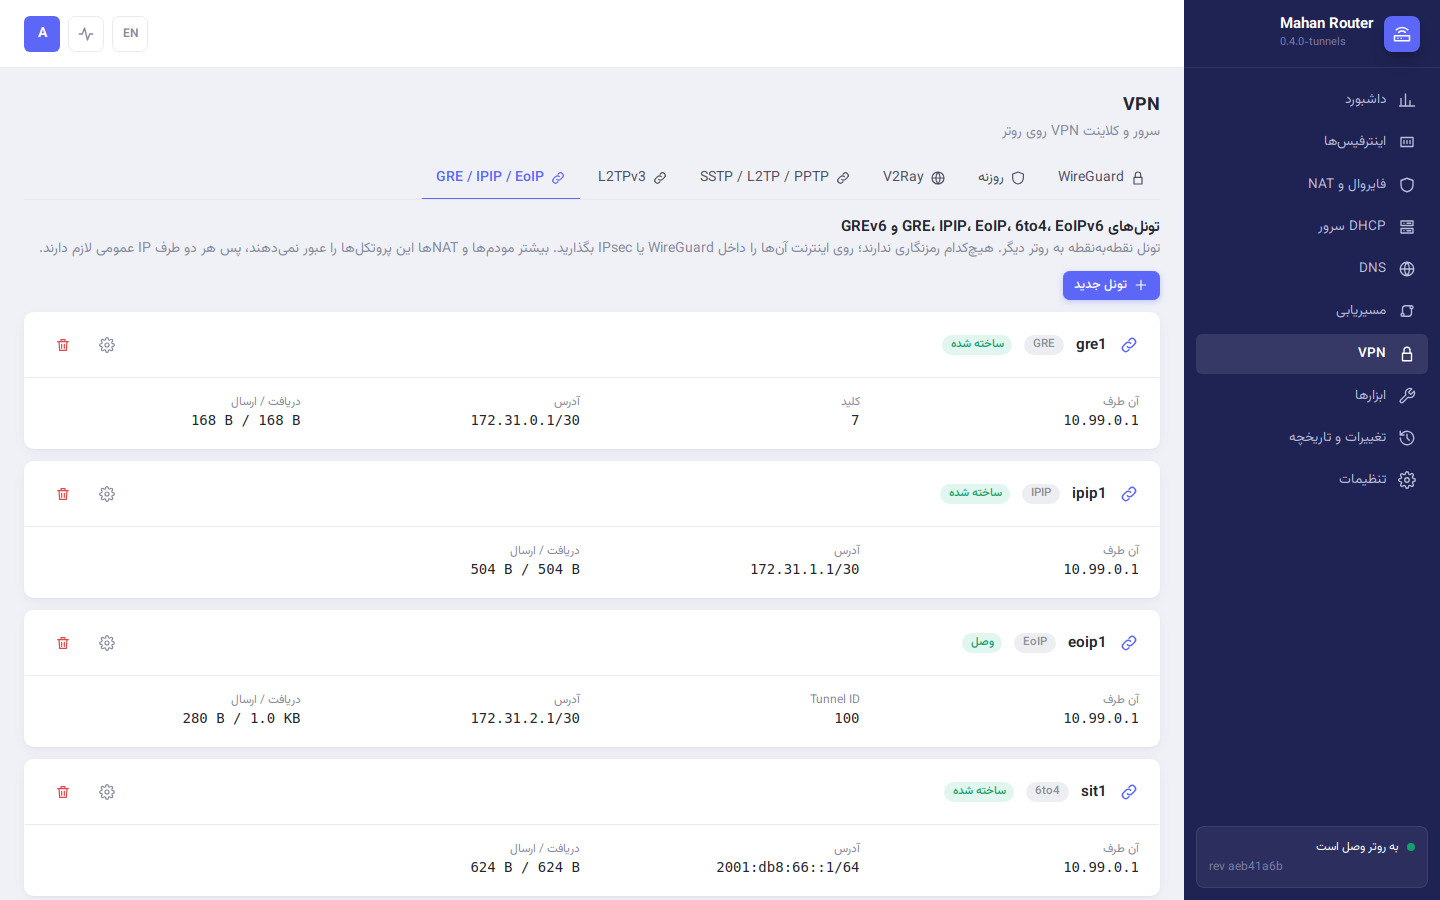 Mahan Router
0.4.0-tunnels
EN
A
داشبورد
اینترفیس‌ها
فایروال و NAT
سرور DHCP
DNS
مسیریابی
VPN
ابزارها
تغییرات و تاریخچه
تنظیمات
به روتر وصل است
rev aeb41a6b
VPN
سرور و کلاینت VPN روی روتر
WireGuard
روزنه
V2Ray
SSTP / L2TP / PPTP
L2TPv3
GRE / IPIP / EoIP
تونل‌های GRE، IPIP، EoIP، 6to4، EoIPv6 و GREv6
تونل نقطه‌به‌نقطه به روتر دیگر. هیچ‌کدام رمزنگاری ندارند؛ روی اینترنت آن‌ها را داخل WireGuard یا IPsec بگذارید. بیشتر مودم‌ها و NATها این پروتکل‌ها را عبور نمی‌دهند، پس هر دو طرف IP عمومی لازم دارند.
تونل جدید
gre1 GRE ساخته شده
آن طرف کلید آدرس دریافت / ارسال
10.99.0.1 7 172.31.0.1/30 168 B / 168 B
ipip1 IPIP ساخته شده
آن طرف آدرس دریافت / ارسال
10.99.0.1 172.31.1.1/30 504 B / 504 B
eoip1 EoIP وصل
آن طرف Tunnel ID آدرس دریافت / ارسال
10.99.0.1 100 172.31.2.1/30 280 B / 1.0 KB
sit1 6to4 ساخته شده
آن طرف آدرس دریافت / ارسال
10.99.0.1 2001:db8:66::1/64 624 B / 624 B